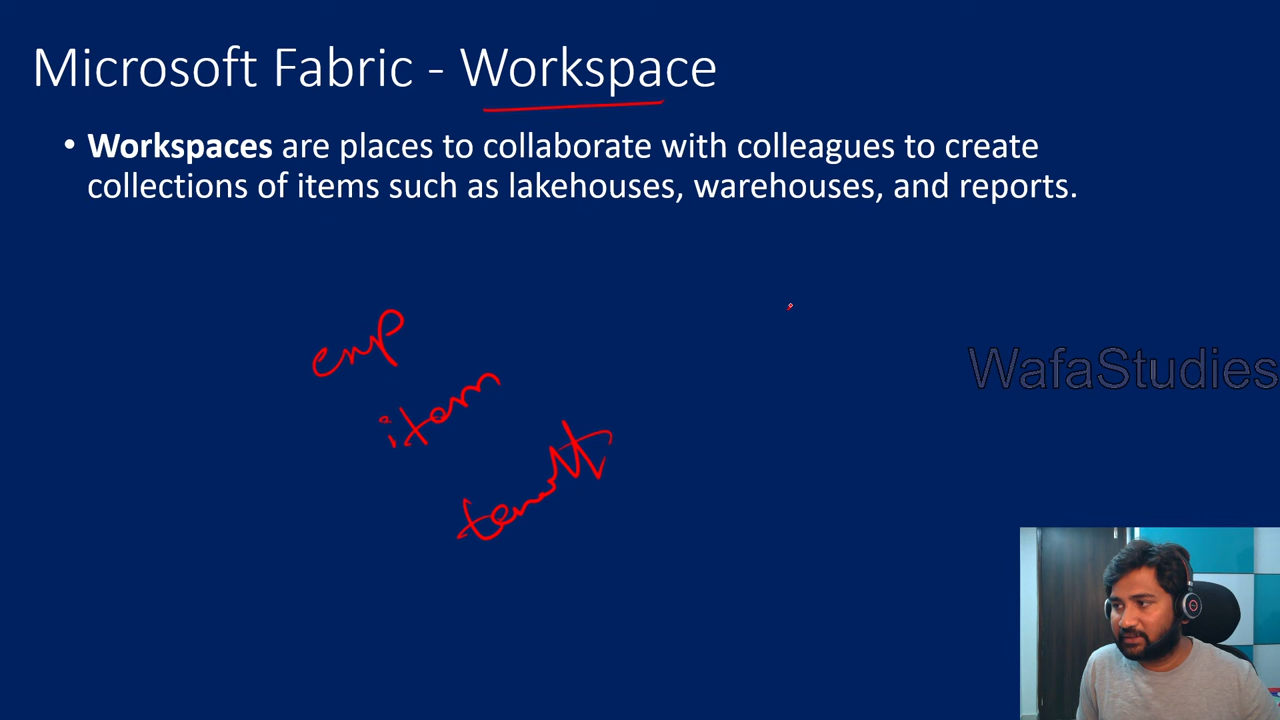 Microsoft Fabric - Workspace
• Workspaces are places to collaborate with colleagues to create
collections of items such as lakehouses, warehouses, and reports.
emp
item
WafaStudies